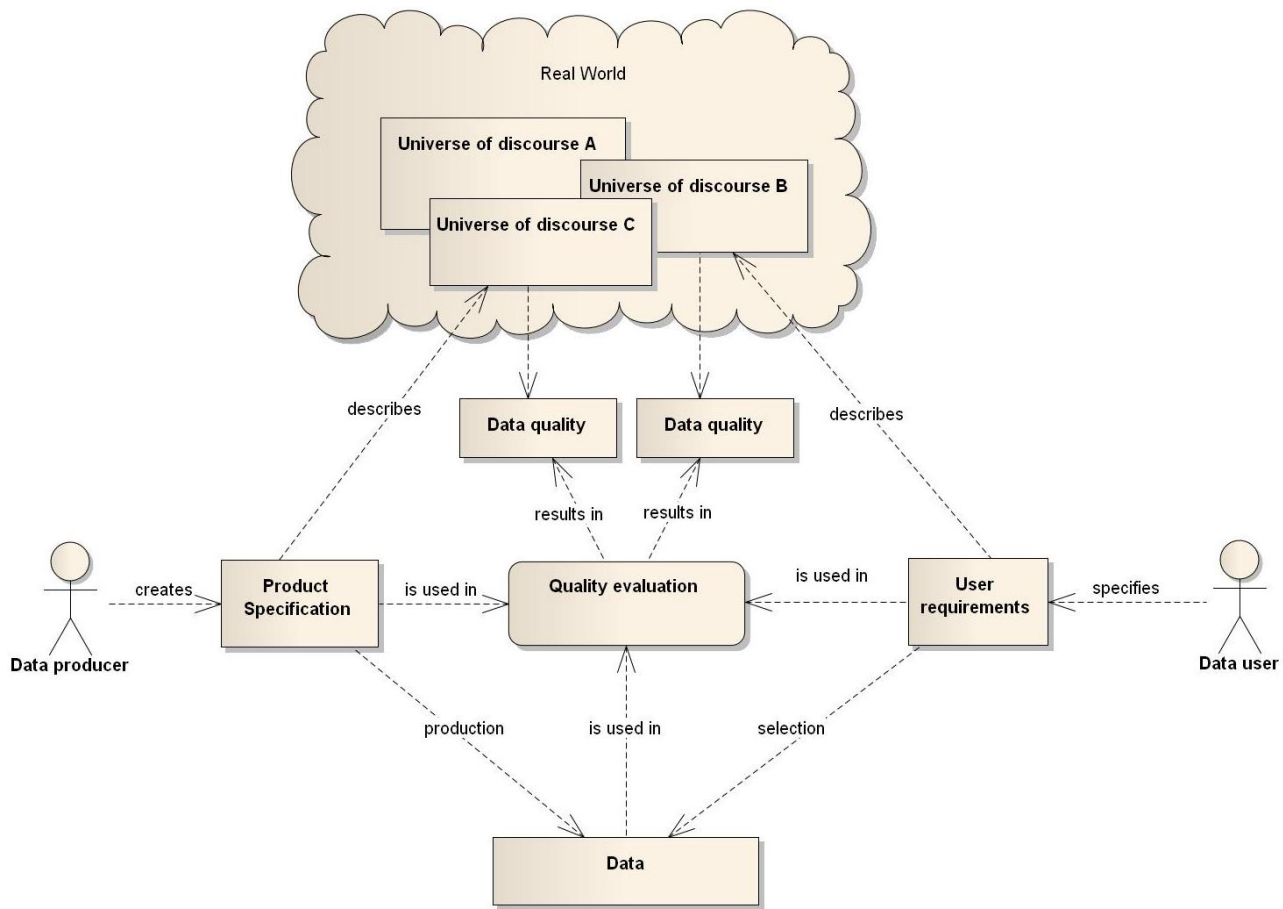 Real World
Universe of discourse A
Universe of discourse B
Universe of discourse C
describes
Data quality
Data quality
describes
results in
results in
creates
Product
Specification
is used in
Quality evaluation
is used in
User
requirements
specifies
Data producer
Data user
production
is used in
selection
Data